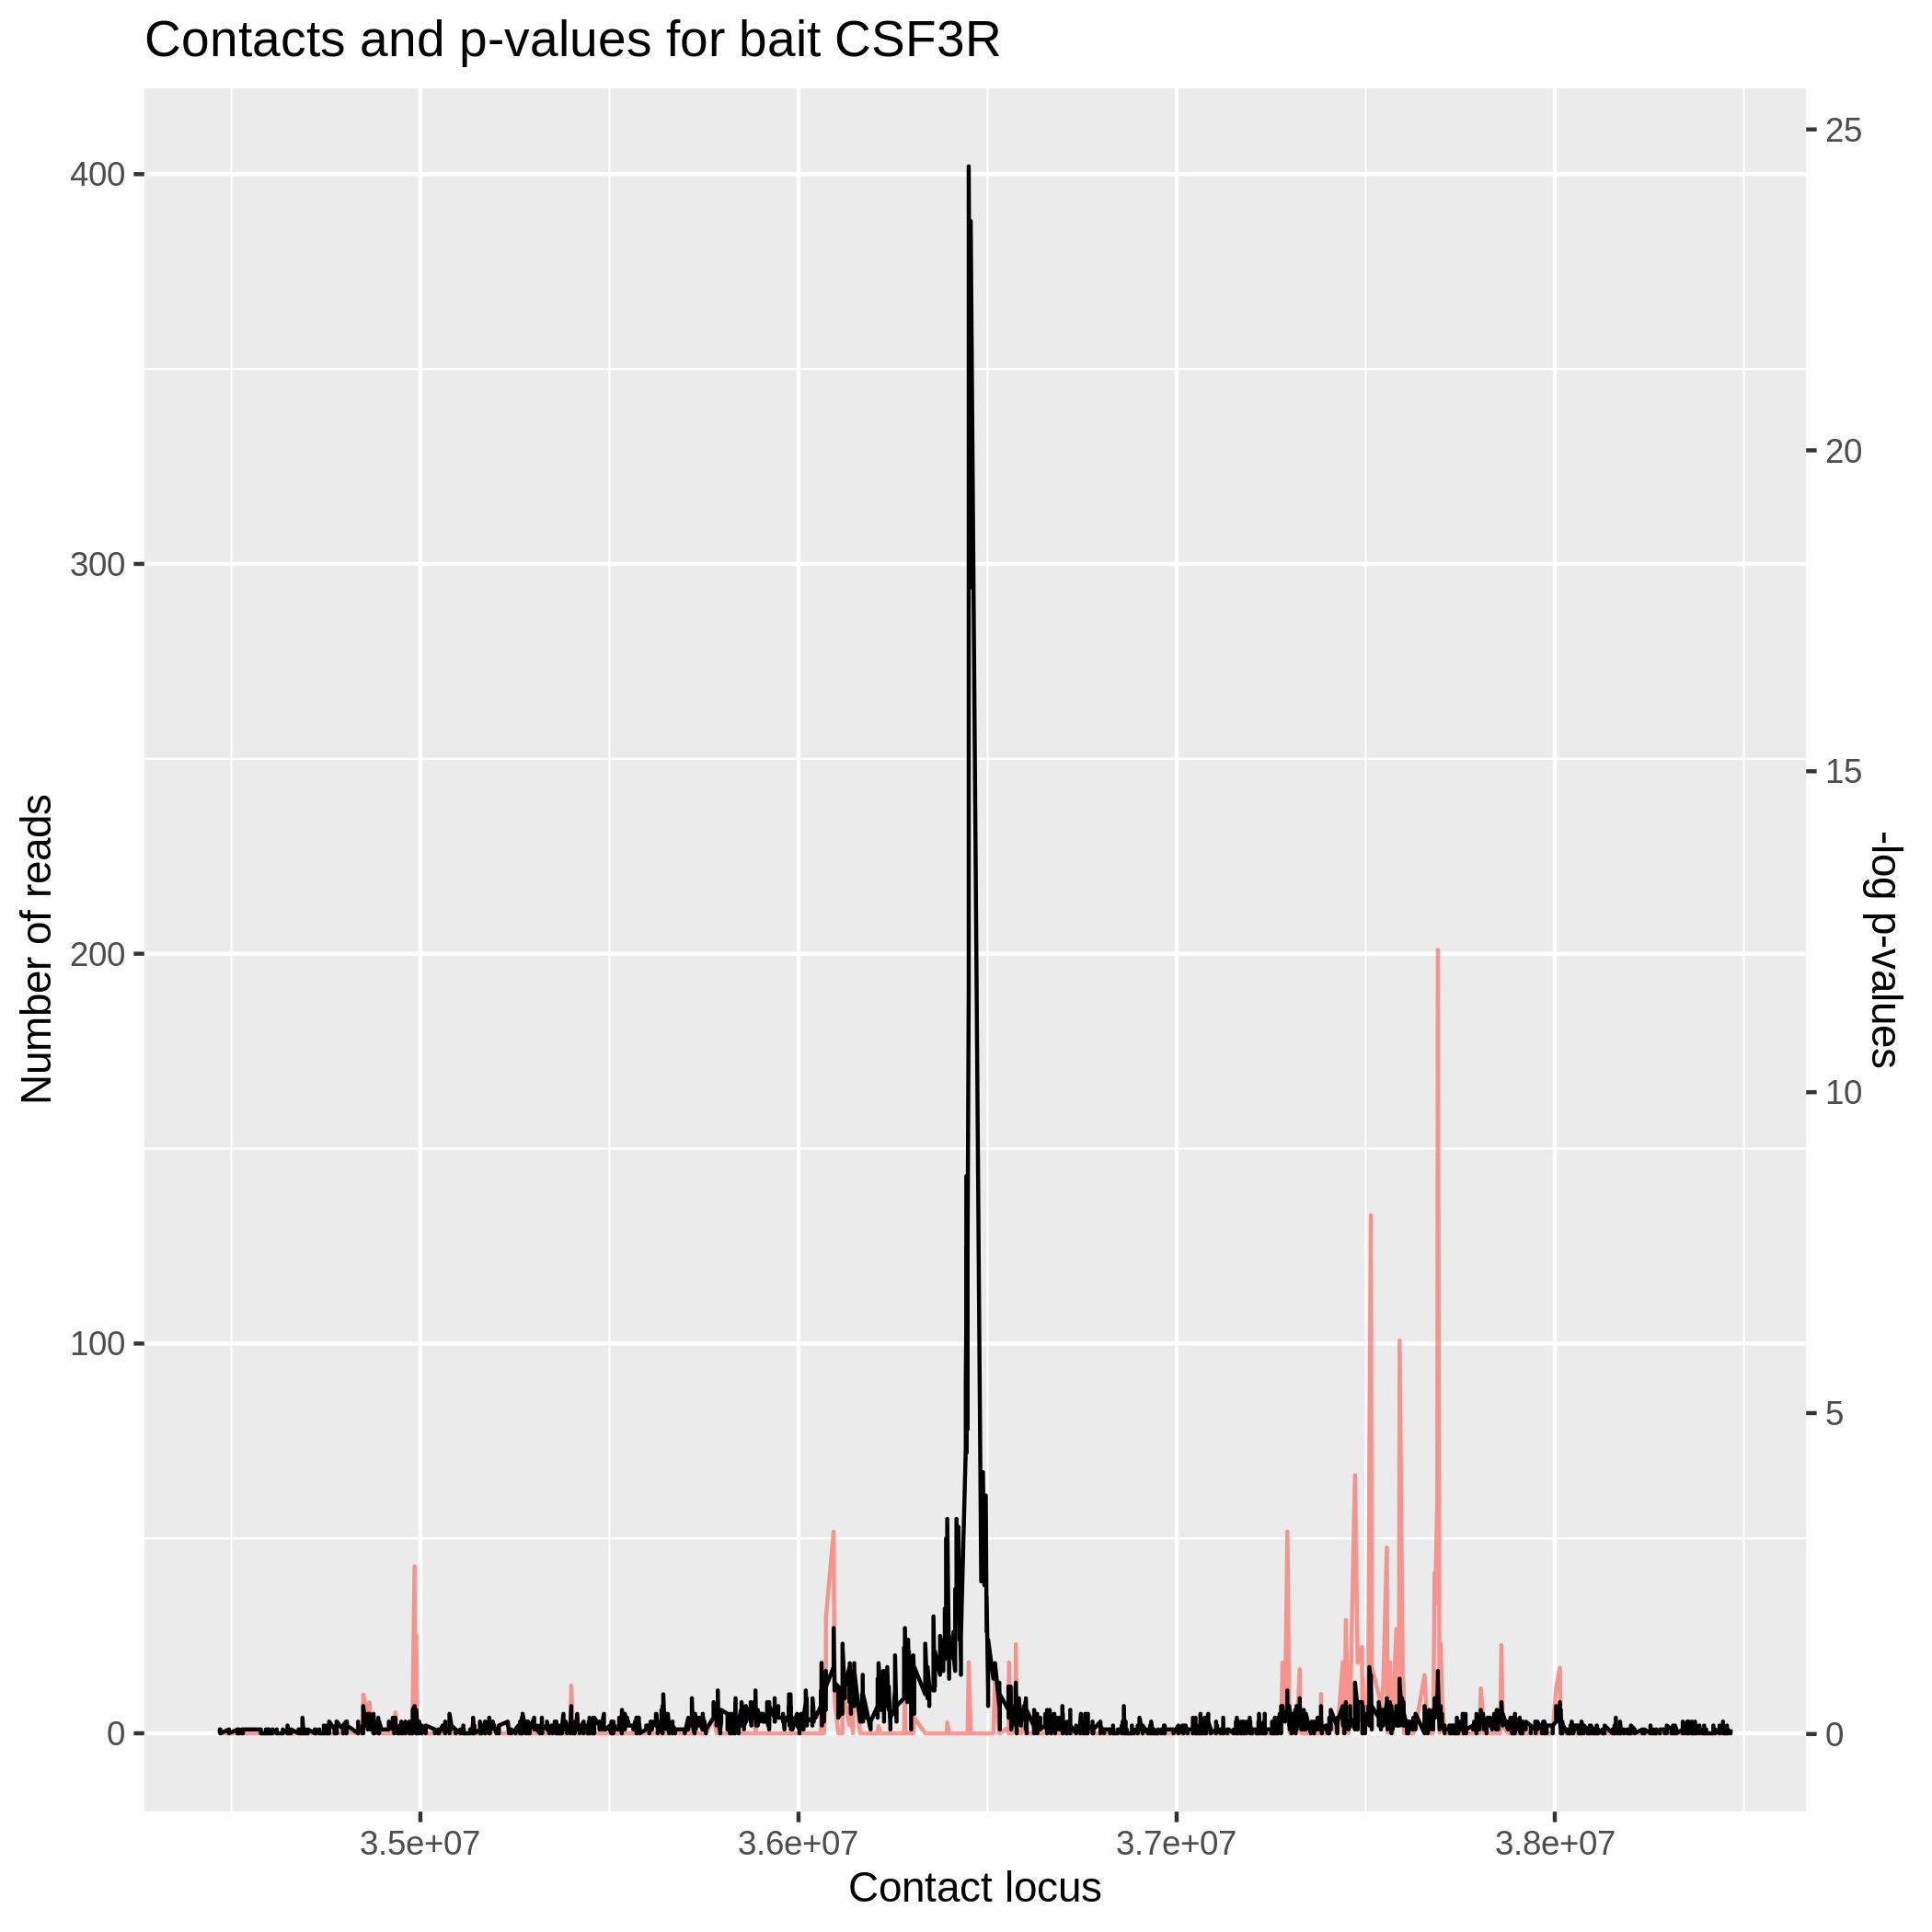 Contacts and p-values for bait CSF3R
400
300
200
100
0
Number of reads
25
20
15
10
5
0
-log p-values
3.5e+07
3.6e+07
3.7e+07
3.8e+07
Contact locus